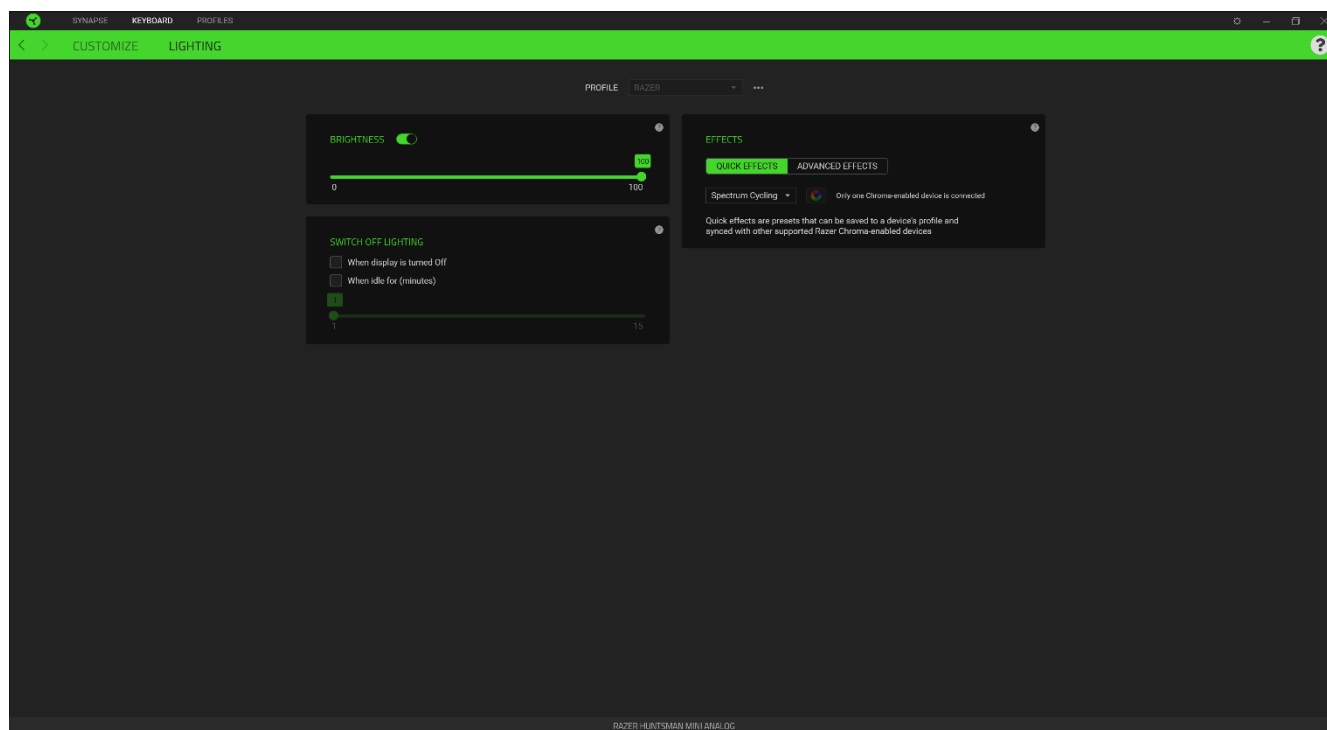 SYNAPSE KEYBOARD PROFILES
CUSTOMIZE LIGHTING
?
PROFILE RAZER
BRIGHTNESS
?
100
0 100
SWITCH OFF LIGHTING
?
When display is turned Off
When idle for (minutes)
1
1 15
EFFECTS
?
QUICK EFFECTS ADVANCED EFFECTS
Spectrum Cycling Only one Chroma-enabled device is connected
Quick effects are presets that can be saved to a device's profile and
synced with other supported Razer Chroma-enabled devices
RAZER HUNTSMAN MINI ANALOG